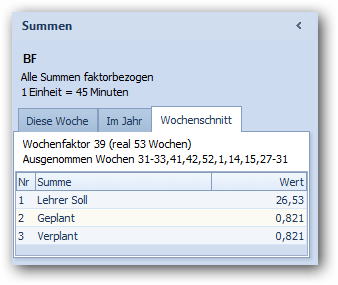 Summen
BF
Alle Summen faktorbezogen
1 Einheit = 45 Minuten
Diese Woche Im Jahr Wochenschnitt
Wochenfaktor 39 (real 53 Wochen)
Ausgenommen Wochen 31-33,41,42,52,1,14,15,27-31
Nr Summe Wert
1 Lehrer Soll 26,53
2 Geplant 0,821
3 Verplant 0,821